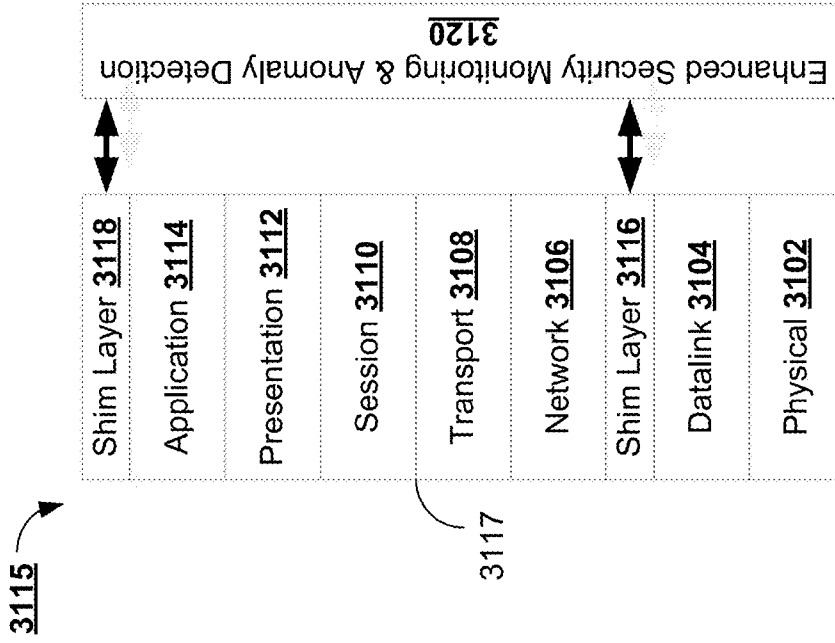 3115
Shim Layer 3118
Application 3114
Presentation 3112
Session 3110
Transport 3108
Network 3106
Shim Layer 3116
Datalink 3104
Physical 3102
3117
Enhanced Security Monitoring & Anomaly Detection
3120